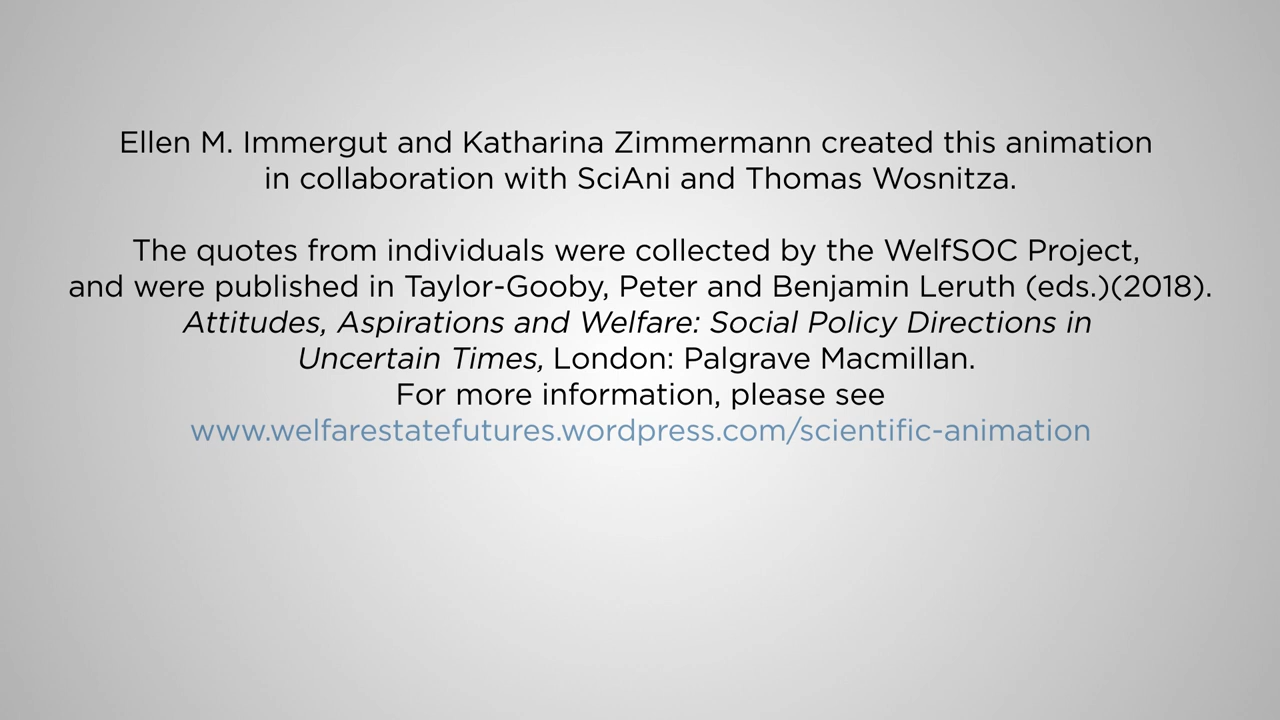 Ellen M. Immergut and Katharina Zimmermann created this animation
in collaboration with SciAni and Thomas Wosnitza.
The quotes from individuals were collected by the WelfSOC Project,
and were published in Taylor-Gooby, Peter and Benjamin Leruth (eds.)(2018).
Attitudes, Aspirations and Welfare: Social Policy Directions in
Uncertain Times, London: Palgrave Macmillan.
For more information, please see
www.welfarestatefutures.wordpress.com/scientific-animation